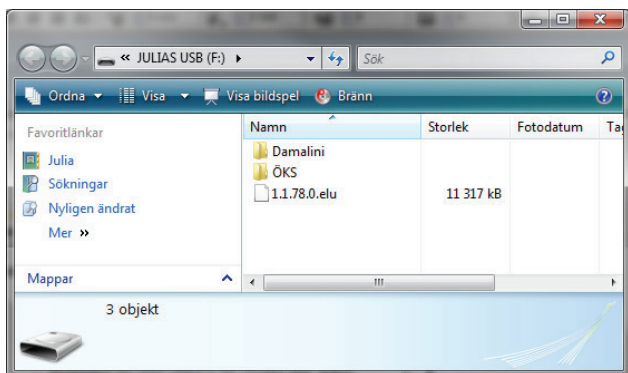 « JULIAS USB (F:)
Sök
Ordna Visa Visa bildspel Bränn
Favoritlänkar
Julia
Sökningar
Nyligen ändrat
Mer »
Mappar
Namn Storlek Fotodatum Tag
Damalini
ÖKS
1.1.78.0.elu 11 317 kB
3 objekt